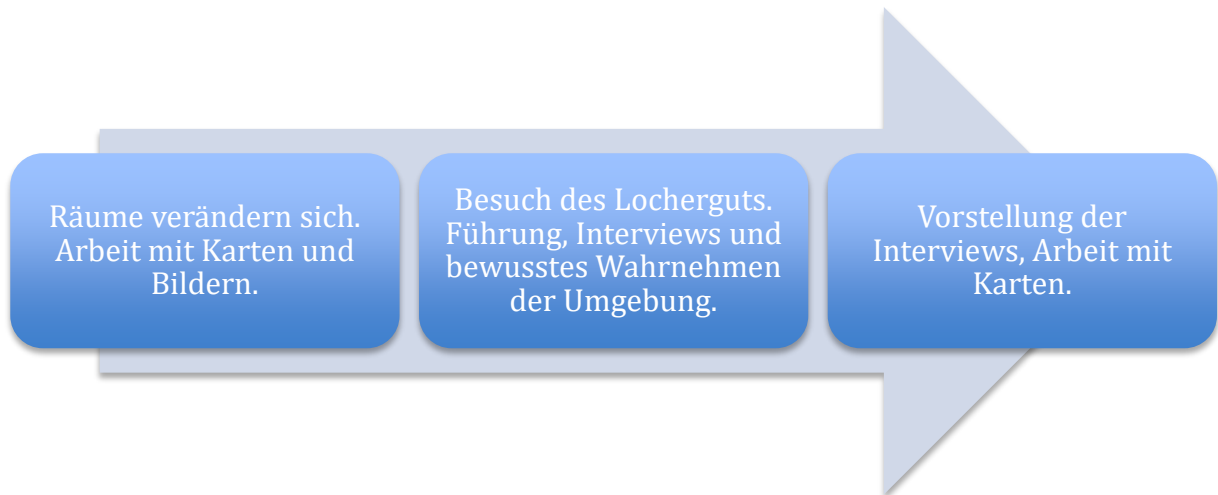 Räume verändern sich.
Arbeit mit Karten und
Bildern.
Besuch des Locherguts.
Führung, Interviews und
bewusstes Wahrnehmen
der Umgebung.
Vorstellung der
Interviews, Arbeit mit
Karten.